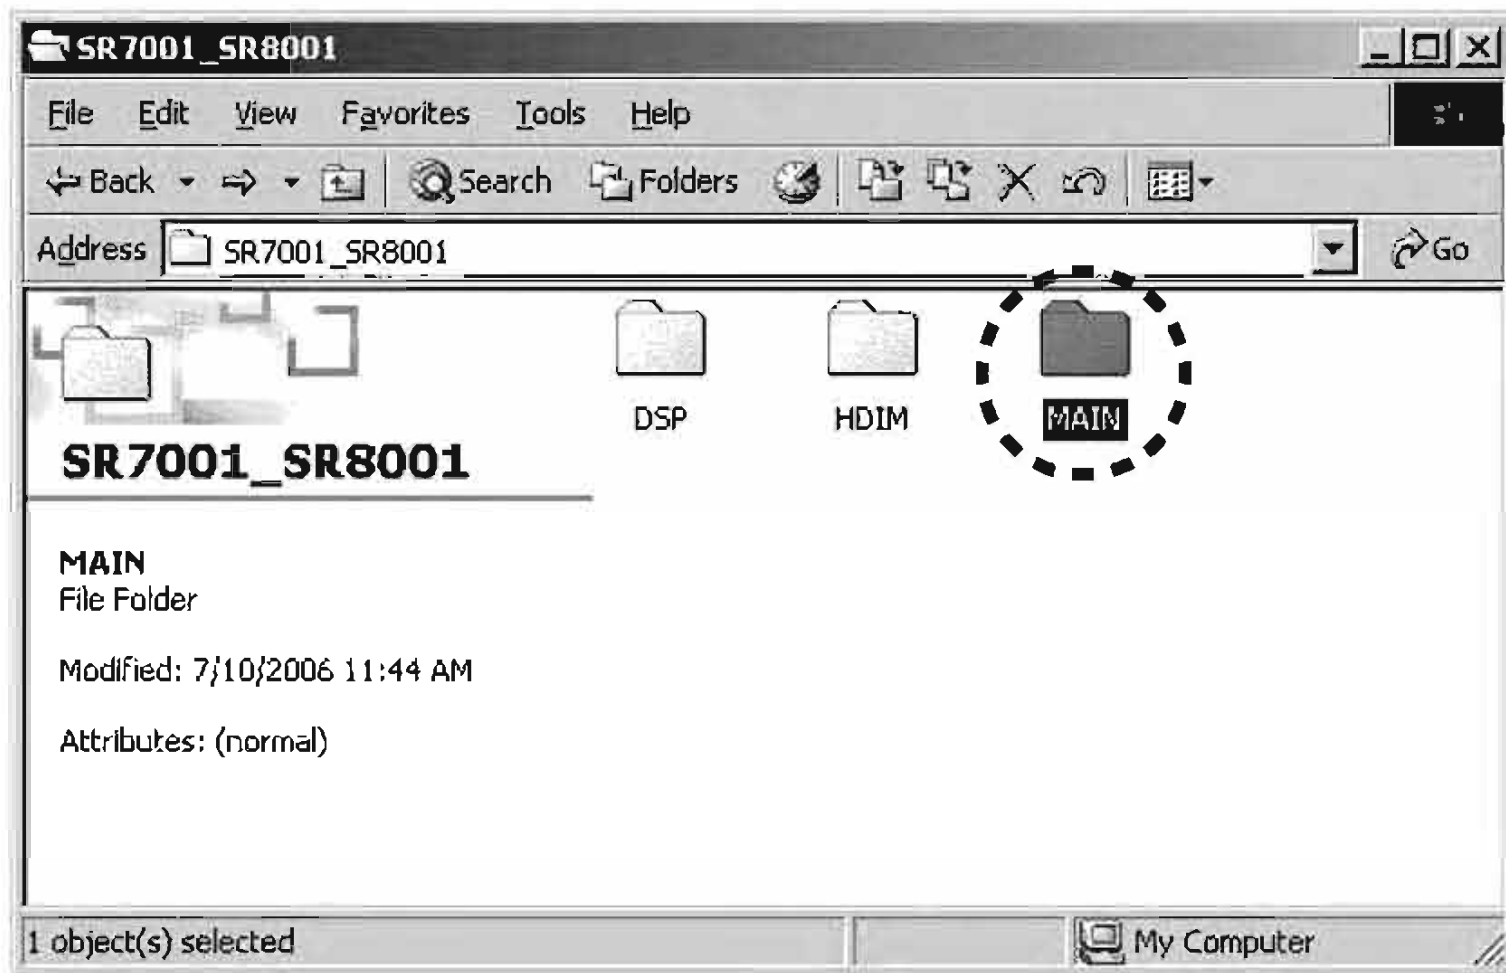 SR7001_SR8001
File Edit View Favorites Tools Help
Back Search Folders
Address SR7001_SR8001 Go
DSP HDIM MAIN
SR7001_SR8001
MAIN
File Folder
Modified: 7/10/2006 11:44 AM
Attributes: (normal)
1 object(s) selected My Computer